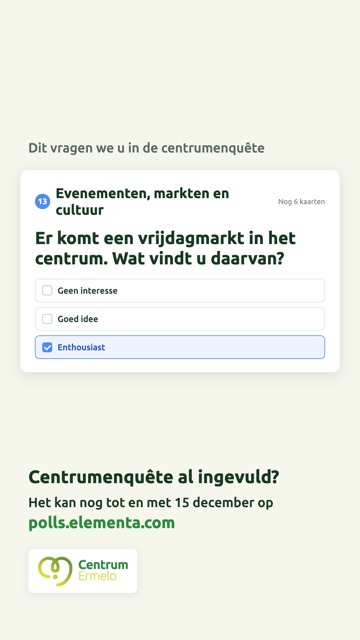 Dit vragen we u in de centrumenquête
13
Evenementen, markten en
cultuur
Nog 6 kaarten
Er komt een vrijdagmarkt in het
centrum. Wat vindt u daarvan?
Geen interesse
Goed idee
Enthousiast
Centrumenquête al ingevuld?
Het kan nog tot en met 15 december op
polls.elementa.com
Centrum
Ermelo